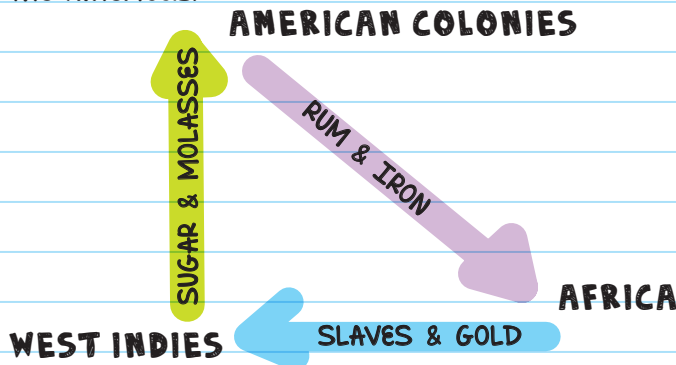 AMERICAN COLONIES
SUGAR & MOLASSES
RUM & IRON
AFRICA
SLAVES & GOLD
WEST INDIES